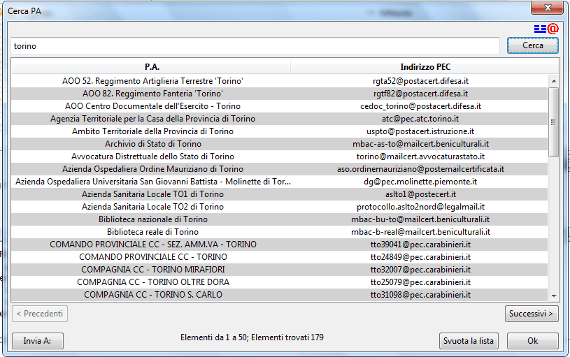 Cerca PA
torino
Cerca
P.A. Indirizzo PEC
AOO 52. Reggimento Artiglieria Terrestre 'Torino' rgta52@postacert.difesa.it
AOO 82. Reggimento Fanteria 'Torino' rgtf82@postacert.difesa.it
AOO Centro Documentale dell'Esercito - Torino cedoc_torino@postacert.difesa.it
Agenzia Territoriale per la Casa della Provincia di Torino atc@pec.atc.torino.it
Ambito Territoriale della Provincia di Torino uspto@postacert.istruzione.it
Archivio di Stato di Torino mbac-as-to@mailcert.beniculturali.it
Avvocatura Distrettuale dello Stato di Torino torino@mailcert.avvocaturastato.it
Azienda Ospedaliera Ordine Mauriziano di Torino aso.ordinemauriziano@postemailcertificata.it
Azienda Ospedaliera Universitaria San Giovanni Battista - Molinette di Tor... dg@pec.molinette.piemonte.it
Azienda Sanitaria Locale TO1 di Torino aslto1@postecert.it
Azienda Sanitaria Locale TO2 di Torino protocollo.aslto2nord@legalmail.it
Biblioteca nazionale di Torino mbac-bu-to@mailcert.beniculturali.it
Biblioteca reale di Torino mbac-b-real@mailcert.beniculturali.it
COMANDO PROVINCIALE CC - SEZ. AMM.VA - TORINO tto39041@pec.carabinieri.it
COMANDO PROVINCIALE CC - TORINO tto24849@pec.carabinieri.it
COMPAGNIA CC - TORINO MIRAFIORI tto32007@pec.carabinieri.it
COMPAGNIA CC - TORINO OLTRE DORA tto25079@pec.carabinieri.it
COMPAGNIA CC - TORINO S. CARLO tto31098@pec.carabinieri.it
< Precedenti Successivi >
Invia A: Elementi da 1 a 50; Elementi trovati 179 Svuota la lista Ok